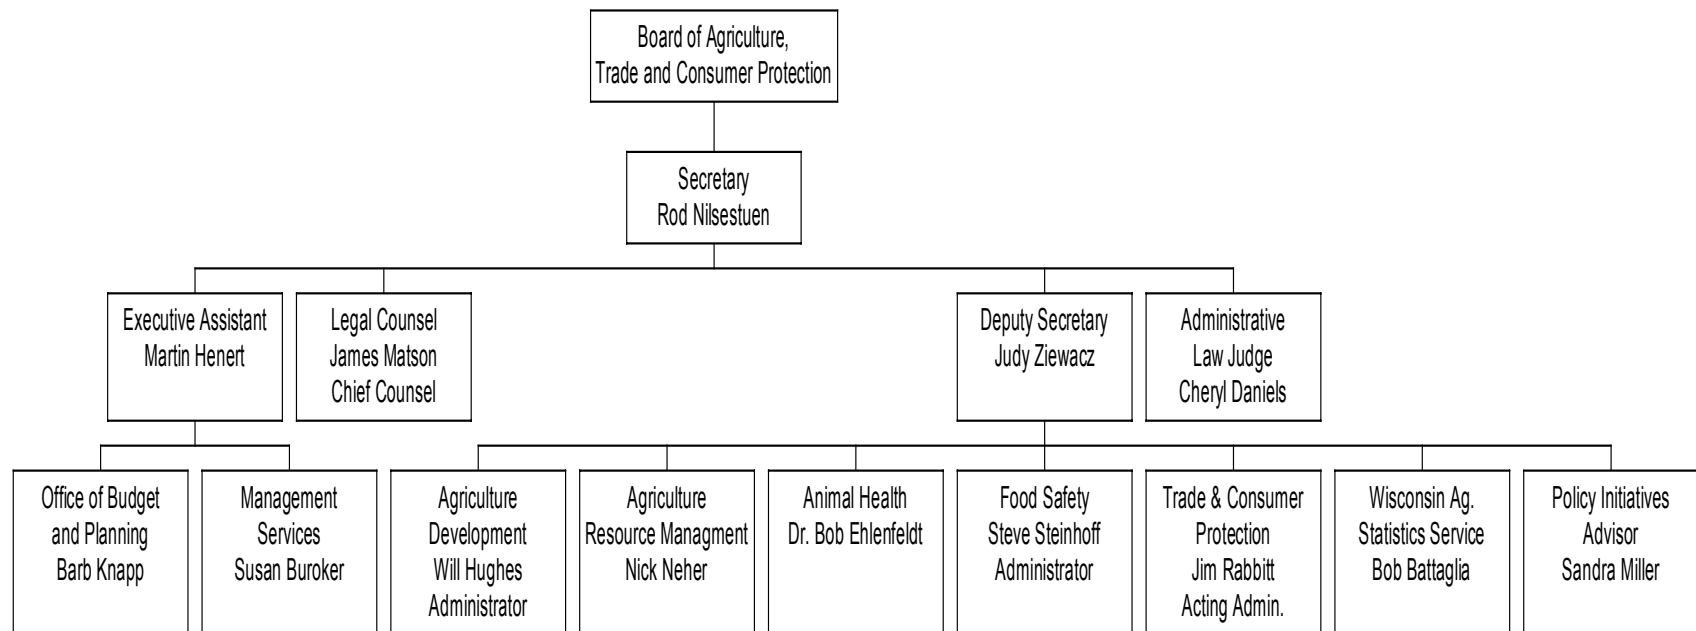 Board of Agriculture,
Trade and Consumer Protection
Secretary
Rod Nilsestuen
Executive Assistant
Martin Henert
Legal Counsel
James Matson
Chief Counsel
Deputy Secretary
Judy Ziewacz
Administrative
Law Judge
Cheryl Daniels
Office of Budget
and Planning
Barb Knapp
Management
Services
Susan Buroker
Agriculture
Development
Will Hughes
Administrator
Agriculture
Resource Managment
Nick Neher
Animal Health
Dr. Bob Ehlenfeldt
Food Safety
Steve Steinhoff
Administrator
Trade & Consumer
Protection
Jim Rabbitt
Acting Admin.
Wisconsin Ag.
Statistics Service
Bob Battaglia
Policy Initiatives
Advisor
Sandra Miller